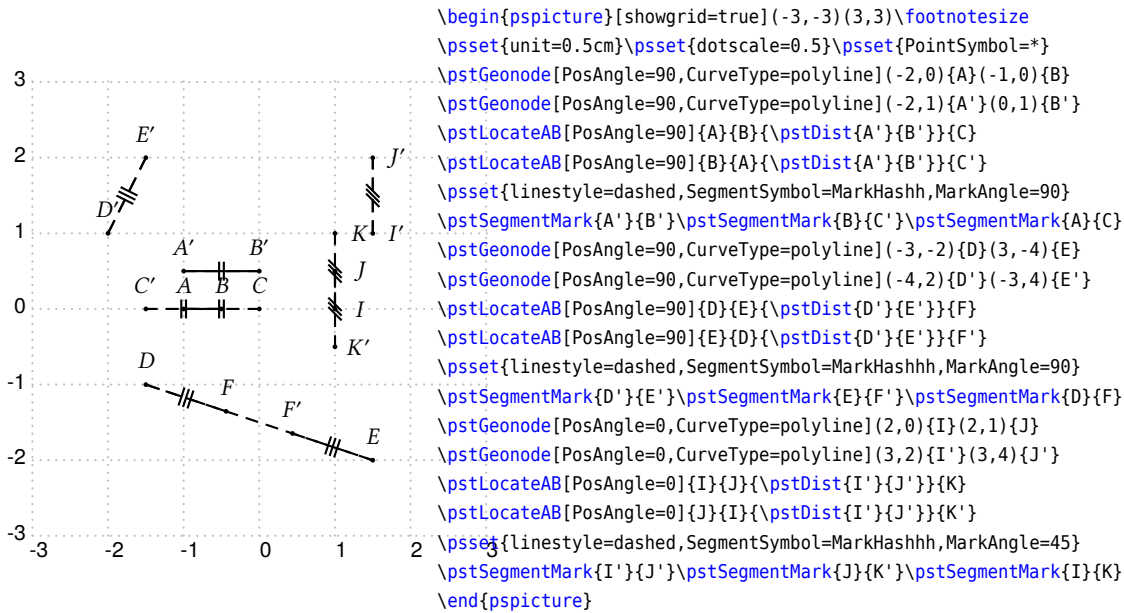 3
2
1
0
-1
-2
-3
-3 -2 -1 0 1 2 3
E′
D′
J′
I′
A′ B′
C′ A B C
K
J
I
K′
D
F
F′
E
\begin{pspicture}[showgrid=true](-3,-3)(3,3)\footnotesize
\psset{unit=0.5cm}\psset{dotscale=0.5}\psset{PointSymbol=*}
\pstGeonode[PosAngle=90,CurveType=polyline](-2,0){A}(-1,0){B}
\pstGeonode[PosAngle=90,CurveType=polyline](-2,1){A'}(0,1){B'}
\pstLocateAB[PosAngle=90]{A}{B}{\pstDist{A'}{B'}}{C}
\pstLocateAB[PosAngle=90]{B}{A}{\pstDist{A'}{B'}}{C'}
\psset{linestyle=dashed,SegmentSymbol=MarkHashh,MarkAngle=90}
\pstSegmentMark{A'}{B'}\pstSegmentMark{B}{C'}\pstSegmentMark{A}{C}
\pstGeonode[PosAngle=90,CurveType=polyline](-3,-2){D}(3,-4){E}
\pstGeonode[PosAngle=90,CurveType=polyline](-4,2){D'}(-3,4){E'}
\pstLocateAB[PosAngle=90]{D}{E}{\pstDist{D'}{E'}}{F}
\pstLocateAB[PosAngle=90]{E}{D}{\pstDist{D'}{E'}}{F'}
\psset{linestyle=dashed,SegmentSymbol=MarkHashhh,MarkAngle=90}
\pstSegmentMark{D'}{E'}\pstSegmentMark{E}{F'}\pstSegmentMark{D}{F}
\pstGeonode[PosAngle=0,CurveType=polyline](2,0){I}(2,1){J}
\pstGeonode[PosAngle=0,CurveType=polyline](3,2){I'}(3,4){J'}
\pstLocateAB[PosAngle=0]{I}{J}{\pstDist{I'}{J'}}{K}
\pstLocateAB[PosAngle=0]{J}{I}{\pstDist{I'}{J'}}{K'}
\psset{linestyle=dashed,SegmentSymbol=MarkHashhh,MarkAngle=45}
\pstSegmentMark{I'}{J'}\pstSegmentMark{J}{K'}\pstSegmentMark{I}{K}
\end{pspicture}